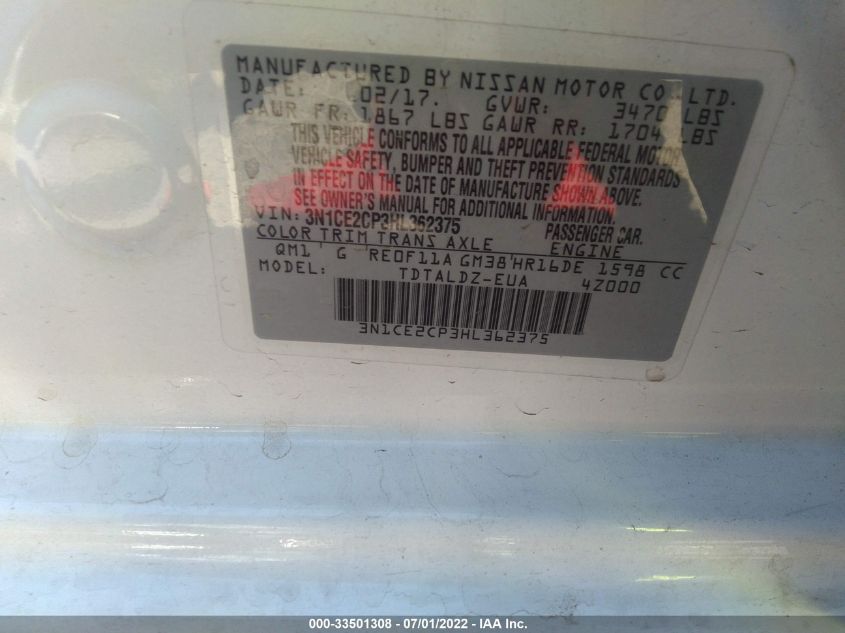 MANUFACTURED BY NISSAN MOTOR CO., LTD.
DATE: 02/17. GVWR: 3470 LBS
GAWR FR: 1867 LBS GAWR RR: 1704 LBS
THIS VEHICLE CONFORMS TO ALL APPLICABLE FEDERAL MOTOR
VEHICLE SAFETY, BUMPER AND THEFT PREVENTION STANDARDS
IN EFFECT ON THE DATE OF MANUFACTURE SHOWN ABOVE.
SEE OWNER'S MANUAL FOR ADDITIONAL INFORMATION.
VIN: 3N1CE2CP3HL362375 PASSENGER CAR.
COLOR TRIM TRANS AXLE ENGINE
QM1 ' G RE0F11A GM38'HR16DE 1598 CC
MODEL: TDTALDZ-EUA 4Z000
3N1CE2CP3HL362375
000-33501308 - 07/01/2022 - IAA Inc.